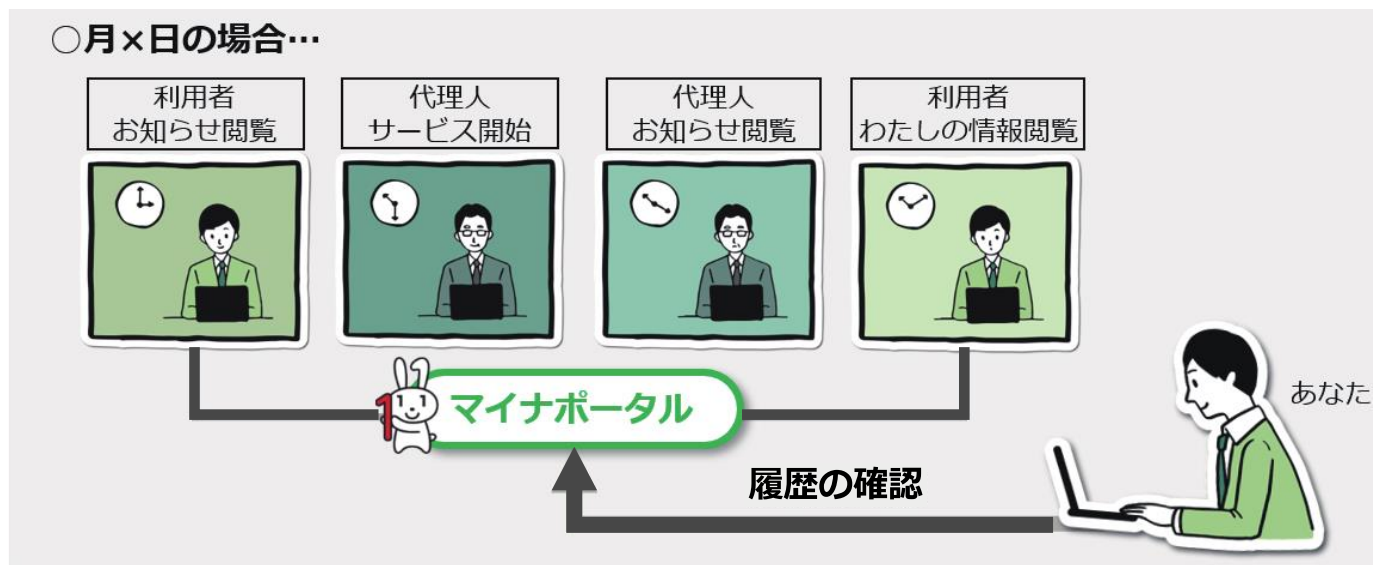 ○月×日の場合…
利用者
お知らせ閲覧
代理人
サービス開始
代理人
お知らせ閲覧
利用者
わたしの情報閲覧
1
マイナポータル
あなた
履歴の確認